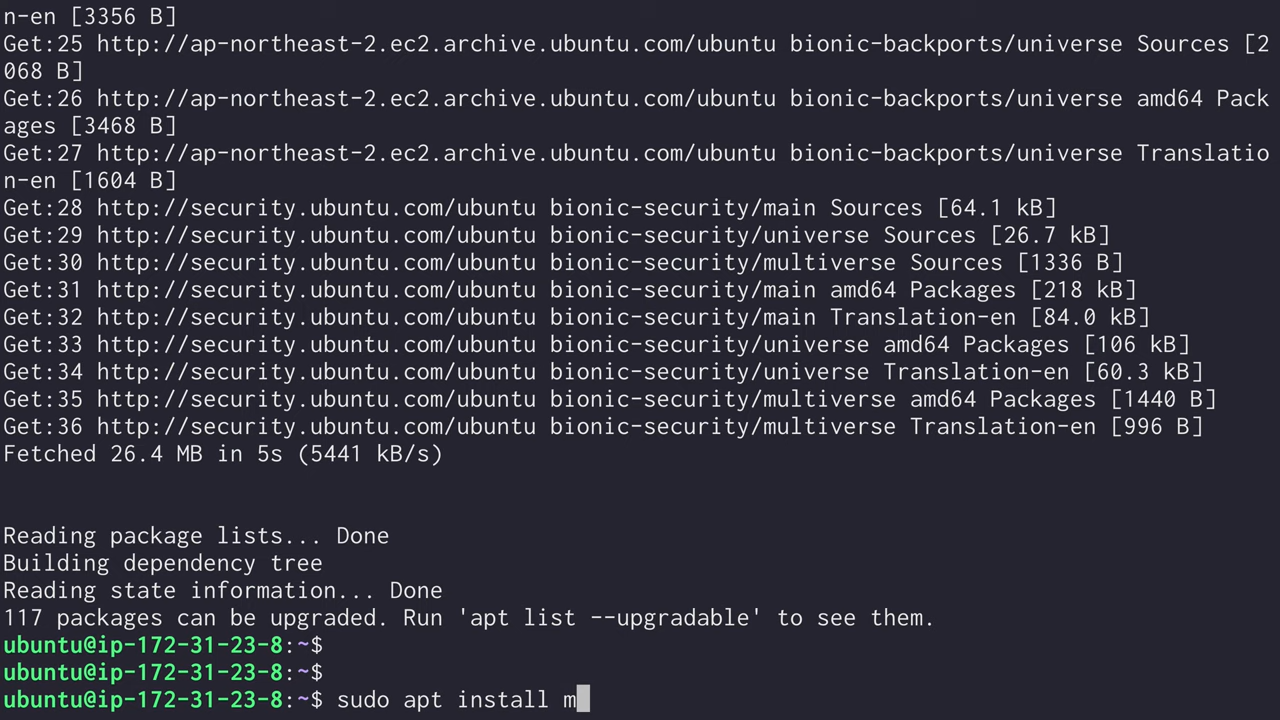 n-en [3356 B]
Get:25 http://ap-northeast-2.ec2.archive.ubuntu.com/ubuntu bionic-backports/universe Sources [2
068 B]
Get:26 http://ap-northeast-2.ec2.archive.ubuntu.com/ubuntu bionic-backports/universe amd64 Pack
ages [3468 B]
Get:27 http://ap-northeast-2.ec2.archive.ubuntu.com/ubuntu bionic-backports/universe Translatio
n-en [1604 B]
Get:28 http://security.ubuntu.com/ubuntu bionic-security/main Sources [64.1 kB]
Get:29 http://security.ubuntu.com/ubuntu bionic-security/universe Sources [26.7 kB]
Get:30 http://security.ubuntu.com/ubuntu bionic-security/multiverse Sources [1336 B]
Get:31 http://security.ubuntu.com/ubuntu bionic-security/main amd64 Packages [218 kB]
Get:32 http://security.ubuntu.com/ubuntu bionic-security/main Translation-en [84.0 kB]
Get:33 http://security.ubuntu.com/ubuntu bionic-security/universe amd64 Packages [106 kB]
Get:34 http://security.ubuntu.com/ubuntu bionic-security/universe Translation-en [60.3 kB]
Get:35 http://security.ubuntu.com/ubuntu bionic-security/multiverse amd64 Packages [1440 B]
Get:36 http://security.ubuntu.com/ubuntu bionic-security/multiverse Translation-en [996 B]
Fetched 26.4 MB in 5s (5441 kB/s)
Reading package lists... Done
Building dependency tree
Reading state information... Done
117 packages can be upgraded. Run 'apt list --upgradable' to see them.
ubuntu@ip-172-31-23-8:~$
ubuntu@ip-172-31-23-8:~$
ubuntu@ip-172-31-23-8:~$ sudo apt install m